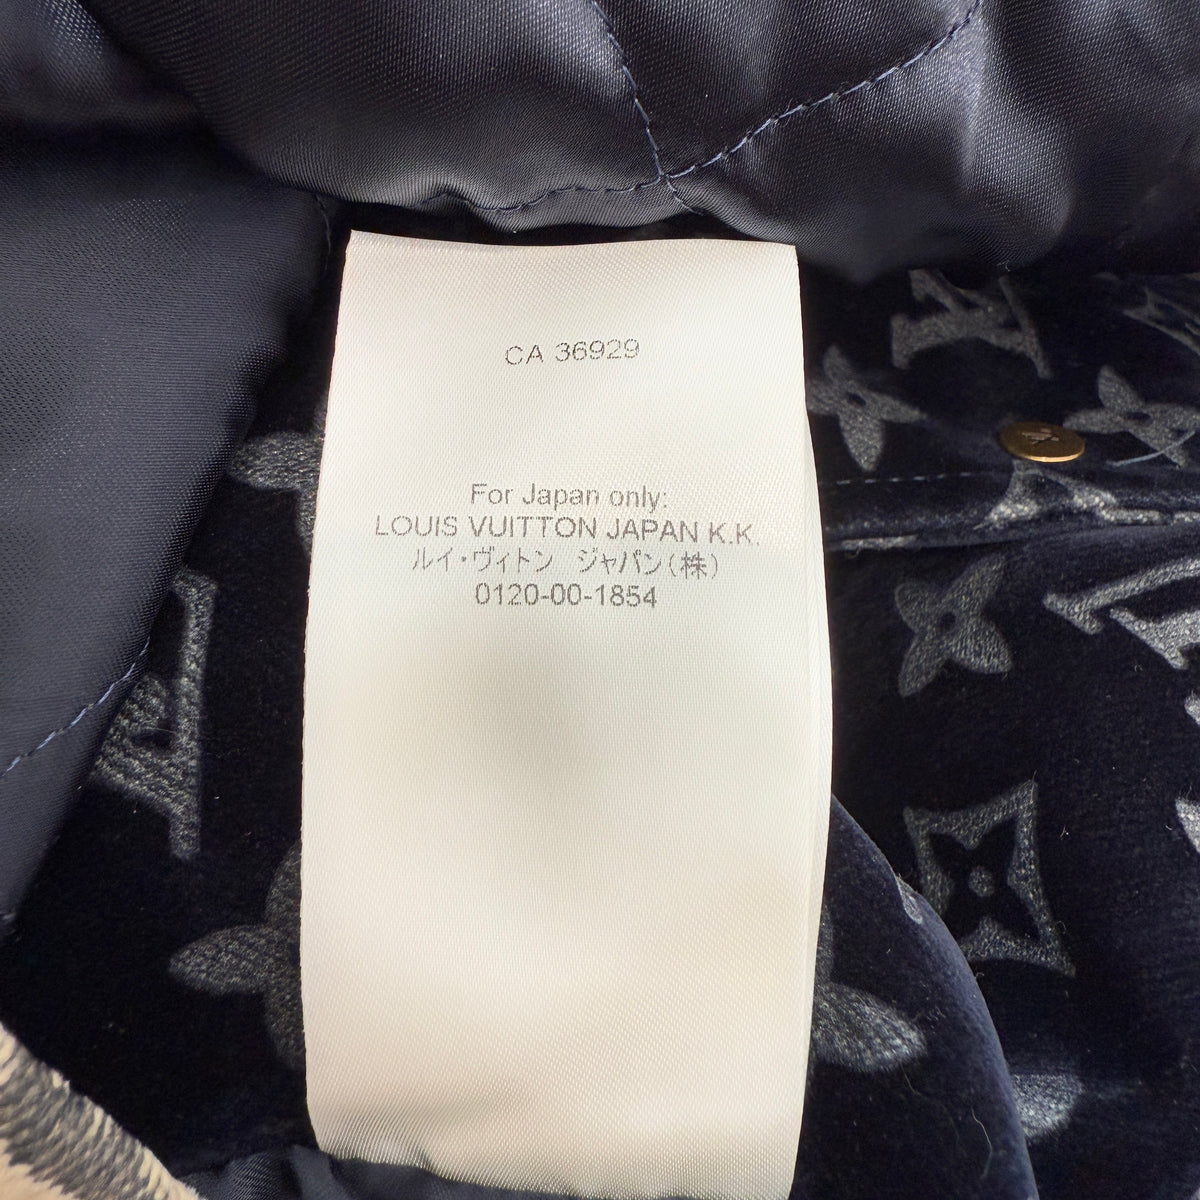 CA 36929
For Japan only:
LOUIS VUITTON JAPAN K.K.
ルイ・ヴィトン ジャパン(株)
0120-00-1854